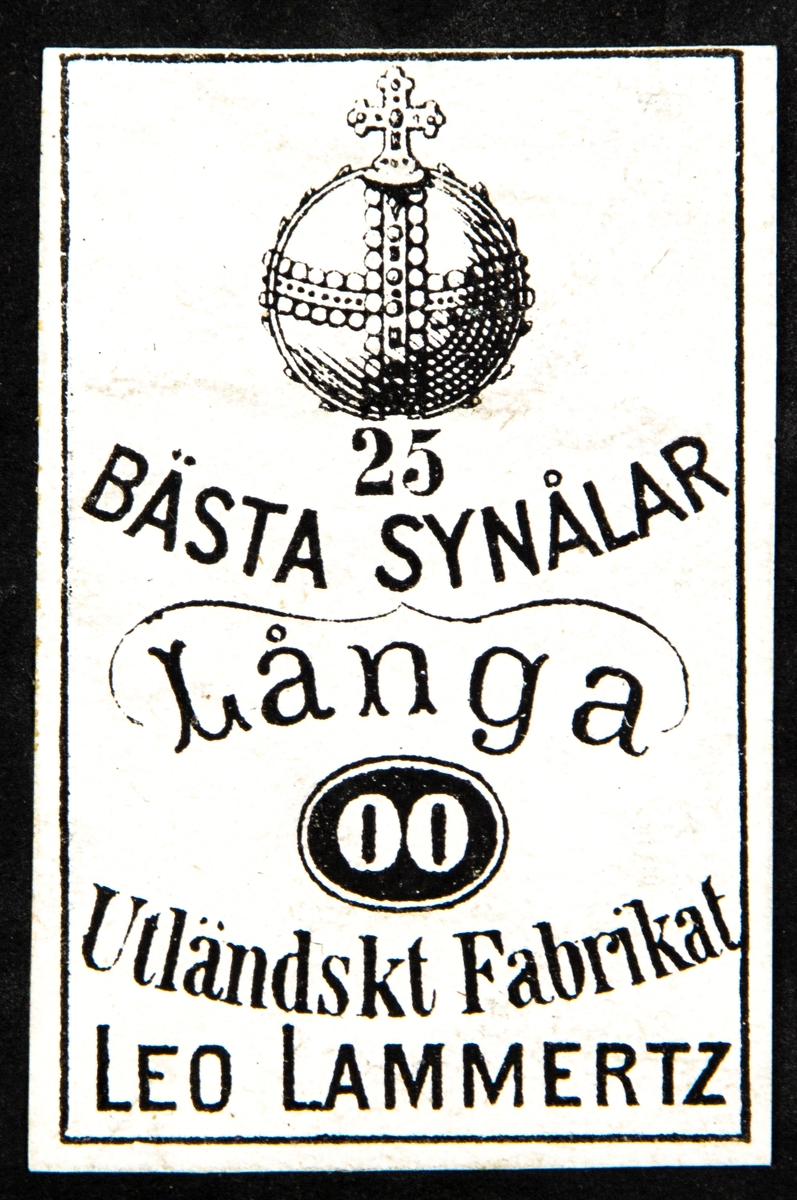 25
BÄSTA SYNÅLAR
Långa
00
Utländskt Fabrikat
LEO LAMMERTZ